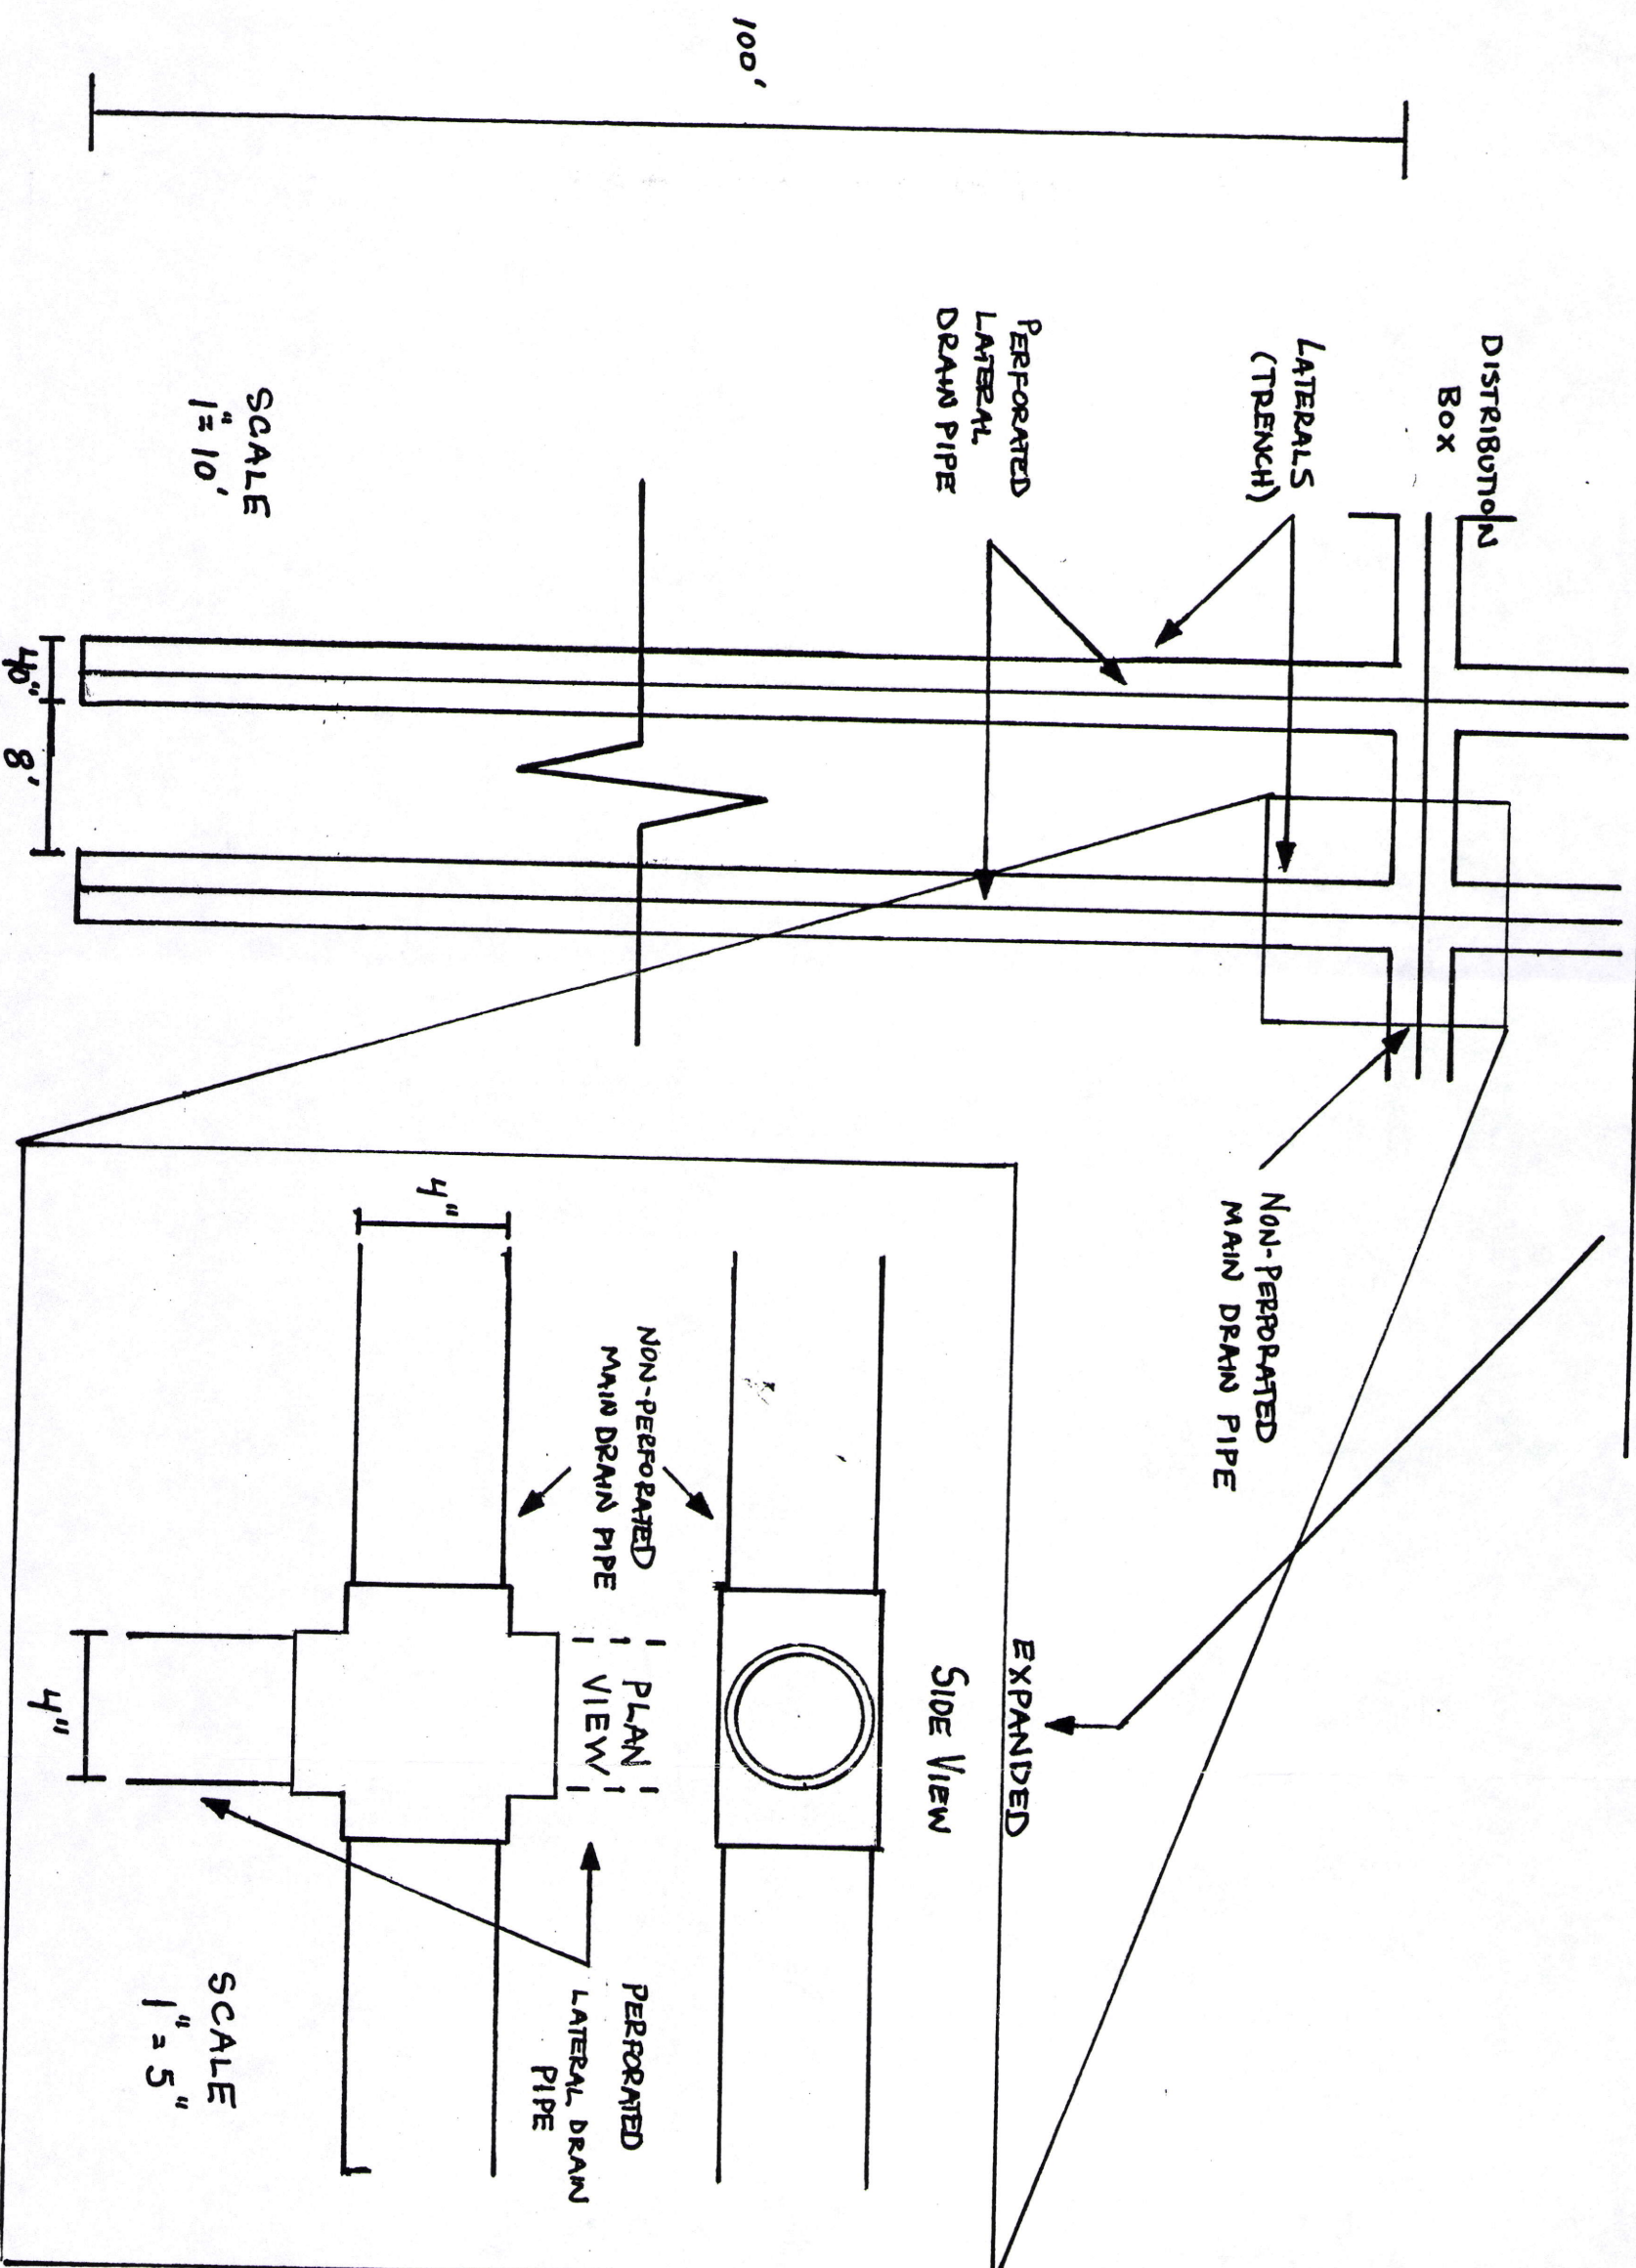 100'
DISTRIBUTION
BOX
LATERALS
(TRENCH)
PERFORATED
LATERAL
DRAIN PIPE
SCALE
1"= 10'
40"
8'
NON-PERFORATED
MAIN DRAIN PIPE
EXPANDED
SIDE VIEW
NON-PERFORATED
MAIN DRAIN PIPE
PLAN
VIEW
PERFORATED
LATERAL DRAIN
PIPE
4"
4"
SCALE
1" = 5"